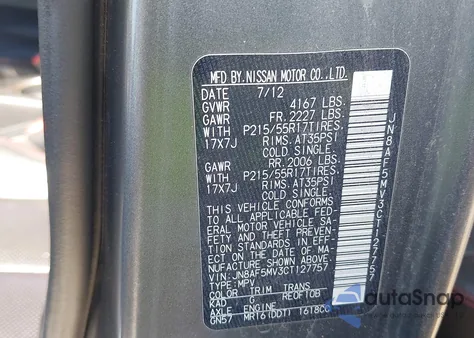 MFD BY.NISSAN MOTOR CO.,LTD.
DATE 7/12
GVWR 4167 LBS.
GAWR FR. 2227 LBS.
WITH P215/55R17TIRES.
17X7J RIMS.AT35PSI
COLD SINGLE.
GAWR RR. 2006 LBS.
WITH P215/55R17TIRES.
17X7J RIMS.AT35PSI
COLD SINGLE.
THIS VEHICLE CONFORMS
TO ALL APPLICABLE FED-
ERAL MOTOR VEHICLE SA-
FETY AND THEFT PREVEN-
TION STANDARDS IN EFF-
ECT ON THE DATE OF MA-
NUFACTURE SHOWN ABOVE.
VIN: JN8AF5MV3CT127757
TYPE:MPV
COLOR TRIM TRANS
KAD G RE0F10B
AXLE ENGINE
GN57 MR16(DDT) 1618CC
JN8AF5MV3CT127757
autoSnap